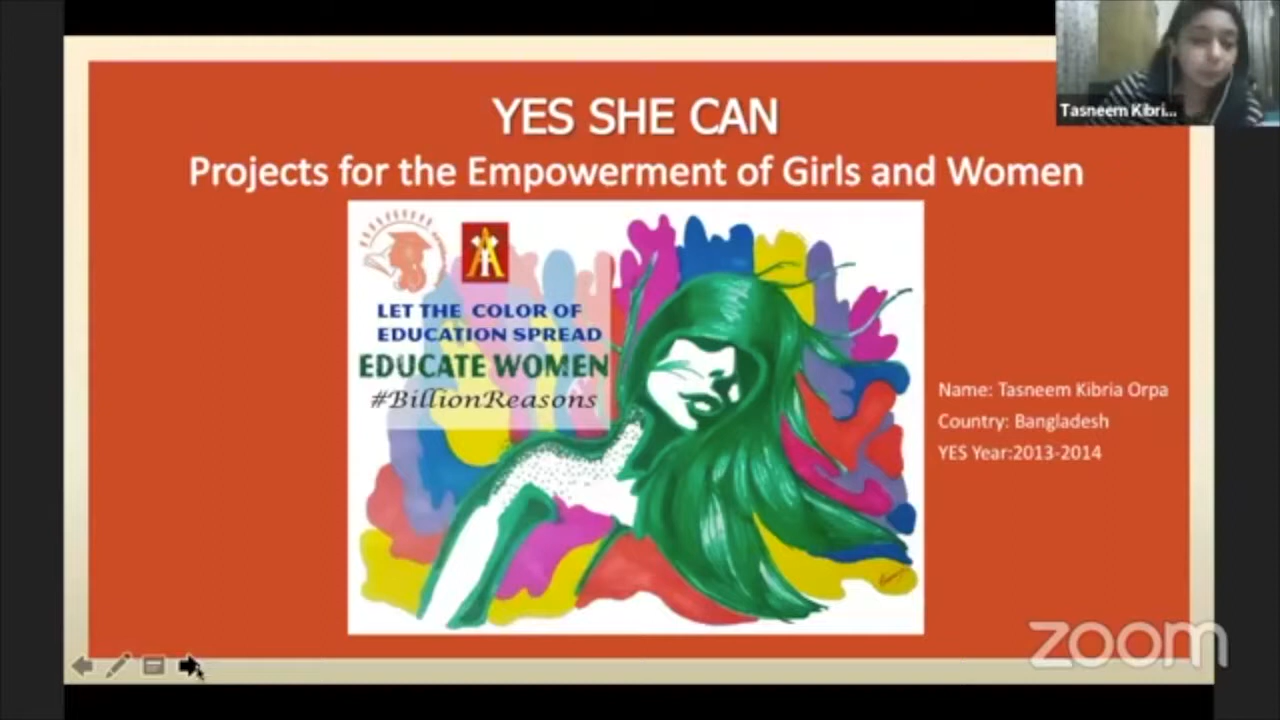 YES SHE CAN
Projects for the Empowerment of Girls and Women
Tasneem Kibri...
LET THE COLOR OF
EDUCATION SPREAD
EDUCATE WOMEN
#BillionReasons
Name: Tasneem Kibria Orpa
Country: Bangladesh
YES Year:2013-2014
zoom